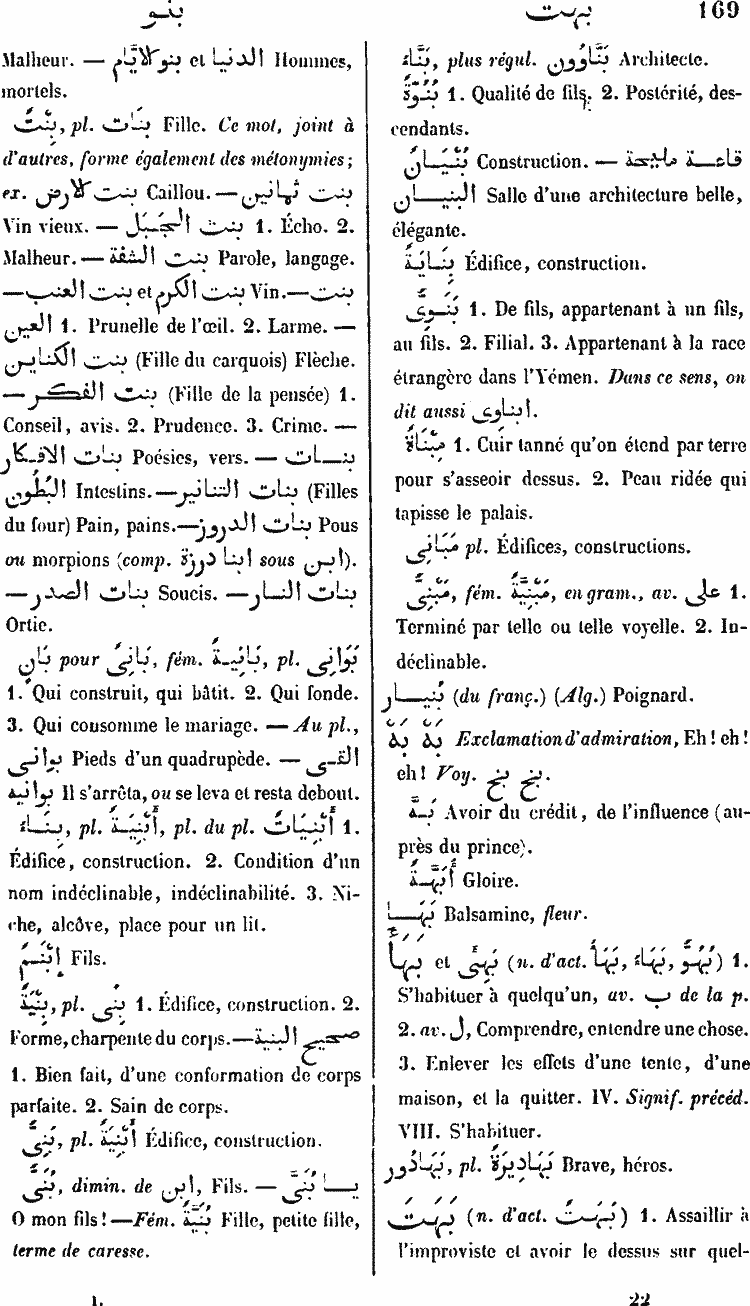 بنو
بهت
169
Malheur. — بنو الايّام et بنو الدنيا Hommes,
mortels.
بِنْتٌ, pl. بنات Fille. Ce mot, joint à
d'autres, forme également des métonymies;
ex. بنت الارض Caillou. — بنت ثمانين
Vin vieux. — بنت الجَبَل 1. Écho. 2.
Malheur. — بنت الشفة Parole, langage.
— بنت العنب et بنت الكرم Vin. — بنت
العين 1. Prunelle de l'œil. 2. Larme. —
بنت الكناين (Fille du carquois) Flèche.
— بنت الفكر (Fille de la pensée) 1.
Conseil, avis. 2. Prudence. 3. Crime. —
بنات الافكار Poésies, vers. — بنات
البُطُون Intestins. — بنات التنانير (Filles
du four) Pain, pains. — بنات الدروز Pous
ou morpions (comp. ابنا درزة sous ابن).
— بنات الصدر Soucis. — بنات النار
Ortie.
بَانٍ pour بَانِىٌ, fém. بَانِيَةٌ, pl. بَوَانِى
1. Qui construit, qui bâtit. 2. Qui fonde.
3. Qui consomme le mariage. — Au pl.,
بوانى Pieds d'un quadrupède. — القى
بوانيه Il s'arrêta, ou se leva et resta debout.
بِنَاءٌ, pl. أَبْنِيَةٌ, pl. du pl. أَبْنِيَاتٌ 1.
Édifice, construction. 2. Condition d'un
nom indéclinable, indéclinabilité. 3. Ni-
che, alcôve, place pour un lit.
اِبْنَمٌ Fils.
بُنْيَةٌ, pl. بنى 1. Édifice, construction. 2.
Forme, charpente du corps. — صحيح البنية
1. Bien fait, d'une conformation de corps
parfaite. 2. Sain de corps.
بَنِىٌّ, pl. أَبْنِيَةٌ Édifice, construction.
بُنَىٌّ, dimin. de ابن, Fils. — يا بُنَىَّ
O mon fils! — Fém. بُنَيَّةٌ Fille, petite fille,
terme de caresse.
بَنَّاءٌ, plus régul. بَنَّاؤُونَ Architecte.
بُنُوَّةٌ 1. Qualité de fils. 2. Postérité, des-
cendants.
بُنْيَانٌ Construction. — قاعة مليحة
البنيان Salle d'une architecture belle,
élégante.
بِنَايَةٌ Édifice, construction.
بَنَوِىٌّ 1. De fils, appartenant à un fils,
au fils. 2. Filial. 3. Appartenant à la race
étrangère dans l'Yémen. Dans ce sens, on
dit aussi ابناوى.
مِبْنَاةٌ 1. Cuir tanné qu'on étend par terre
pour s'asseoir dessus. 2. Peau ridée qui
tapisse le palais.
مَبَانِى pl. Édifices, constructions.
مَبْنِىٌّ, fém. مَبْنِيَّةٌ, en gram., av. على 1.
Terminé par telle ou telle voyelle. 2. In-
déclinable.
بُنيار (du franç.) (Alg.) Poignard.
بَهْ بَهْ Exclamation d'admiration, Eh! eh!
eh! Voy. بخ بخ.
بَهَّ Avoir du crédit, de l'influence (au-
près du prince).
أُبَّهَةٌ Gloire.
بَهَا Balsamine, fleur.
بَهَأَ et بَهِئَ (n. d'act. بَهْأ, بَهَاء, بُهُوْءٌ) 1.
S'habituer à quelqu'un, av. ب de la p.
2. av. ل, Comprendre, entendre une chose.
3. Enlever les effets d'une tente, d'une
maison, et la quitter. IV. Signif. précéd.
VIII. S'habituer.
بَهَادُور, pl. بَهَادِيرَةٌ Brave, héros.
بَهَتَ (n. d'act. بَهْتٌ) 1. Assaillir à
l'improviste et avoir le dessus sur quel-
1.
22